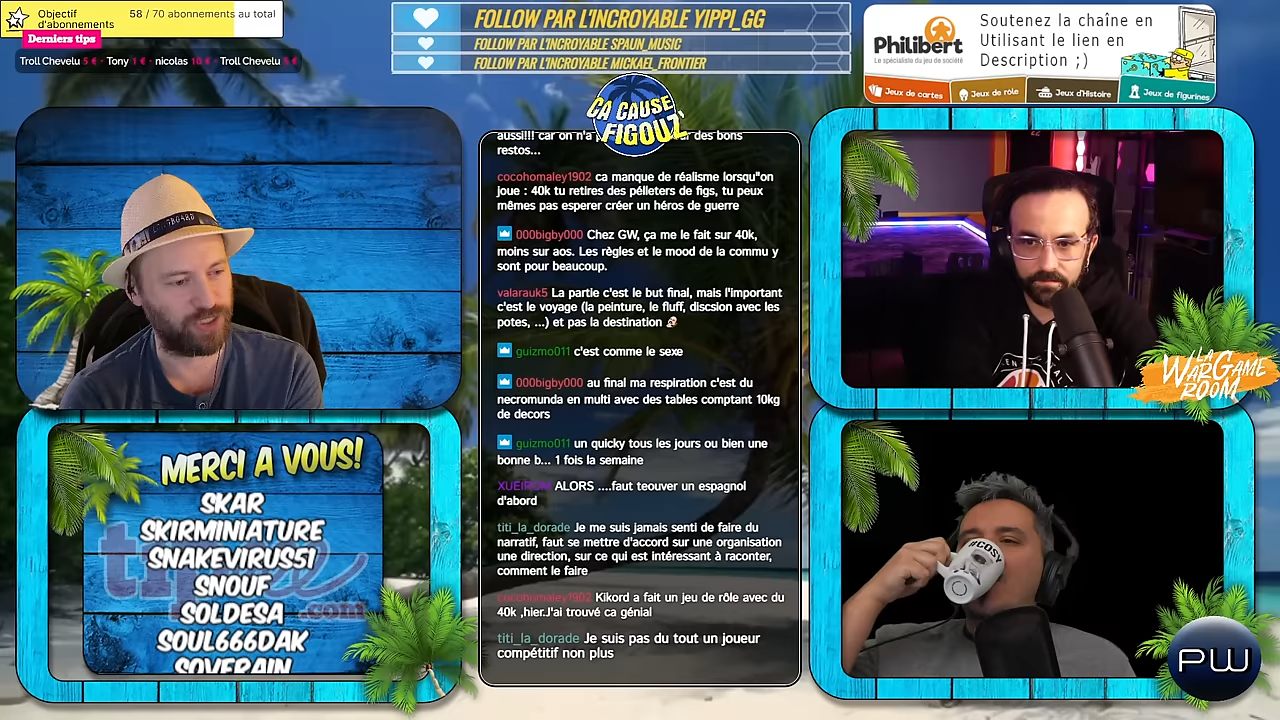 Objectif
d'abonnements
58 / 70 abonnements au total
Derniers tips
Troll Chevelu 5 € • Tony 1 € • nicolas 10 € • Troll Chevelu 5 €
FOLLOW PAR L'INCROYABLE YIPPI_GG
FOLLOW PAR L'INCROYABLE SPAUN_MUSIC
FOLLOW PAR L'INCROYABLE MICKAEL_FRONTIER
Philibert
Le spécialiste du jeu de société
Soutenez la chaîne en
Utilisant le lien en
Description ;)
Jeux de cartes
Jeux de rôle
Jeux d'Histoire
Jeux de figurines
ÇA CAUSE
FIGOUZ'
aussi!!! car on n'a des bons
restos...
cocohomaley1902 ca manque de réalisme lorsqu"on
joue : 40k tu retires des pélleters de figs, tu peux
mêmes pas esperer créer un héros de guerre
000bigby000 Chez GW, ça me le fait sur 40k,
moins sur aos. Les règles et le mood de la commu y
sont pour beaucoup.
valarauk5 La partie c'est le but final, mais l'important
c'est le voyage (la peinture, le fluff, discsion avec les
potes, ...) et pas la destination
guizmo011 c'est comme le sexe
000bigby000 au final ma respiration c'est du
necromunda en multi avec des tables comptant 10kg
de decors
guizmo011 un quicky tous les jours ou bien une
bonne b... 1 fois la semaine
XUEIROM ALORS ....faut teouver un espagnol
d'abord
titi_la_dorade Je me suis jamais senti de faire du
narratif, faut se mettre d'accord sur une organisation
une direction, sur ce qui est intéressant à raconter,
comment le faire
cocohomaley1902 Kikord a fait un jeu de rôle avec du
40k ,hier.J'ai trouvé ca génial
titi_la_dorade Je suis pas du tout un joueur
compétitif non plus
MERCI A VOUS!
SKAR
SKIRMINIATURE
SNAKEVIRUS51
SNOUF
SOLDESA
SOUL666DAK
SOVERAIN
.com
LA
WARGAME
ROOM
PW